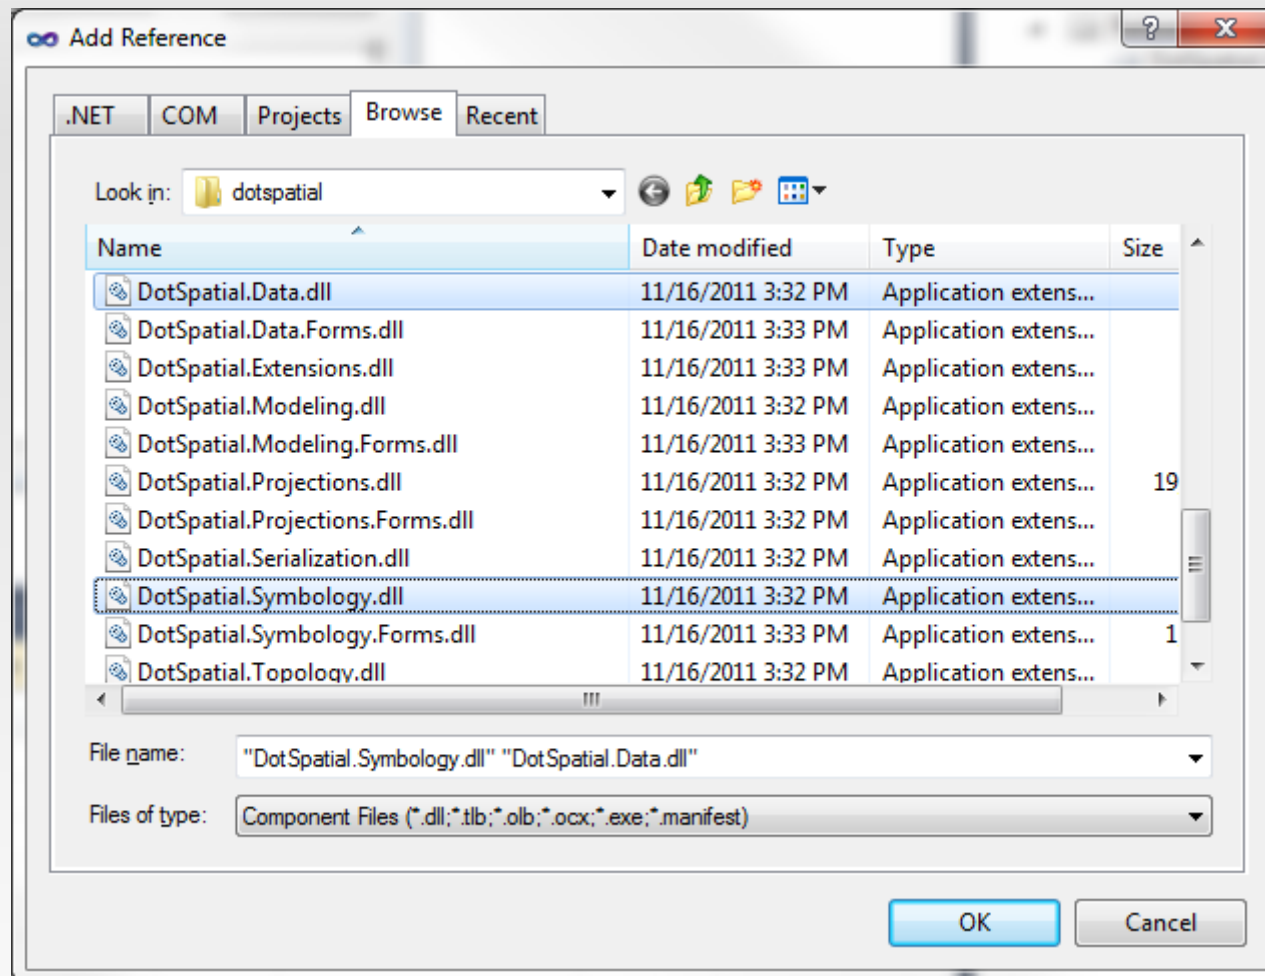 Add Reference
.NET COM Projects Browse Recent
Look in: dotspatial
Name Date modified Type Size
DotSpatial.Data.dll 11/16/2011 3:32 PM Application extens...
DotSpatial.Data.Forms.dll 11/16/2011 3:33 PM Application extens...
DotSpatial.Extensions.dll 11/16/2011 3:33 PM Application extens...
DotSpatial.Modeling.dll 11/16/2011 3:32 PM Application extens...
DotSpatial.Modeling.Forms.dll 11/16/2011 3:33 PM Application extens...
DotSpatial.Projections.dll 11/16/2011 3:32 PM Application extens... 19
DotSpatial.Projections.Forms.dll 11/16/2011 3:32 PM Application extens...
DotSpatial.Serialization.dll 11/16/2011 3:32 PM Application extens...
DotSpatial.Symbology.dll 11/16/2011 3:32 PM Application extens...
DotSpatial.Symbology.Forms.dll 11/16/2011 3:33 PM Application extens... 1
DotSpatial.Topology.dll 11/16/2011 3:32 PM Application extens...
File name: "DotSpatial.Symbology.dll" "DotSpatial.Data.dll"
Files of type: Component Files (*.dll;*.tlb;*.olb;*.ocx;*.exe;*.manifest)
OK Cancel